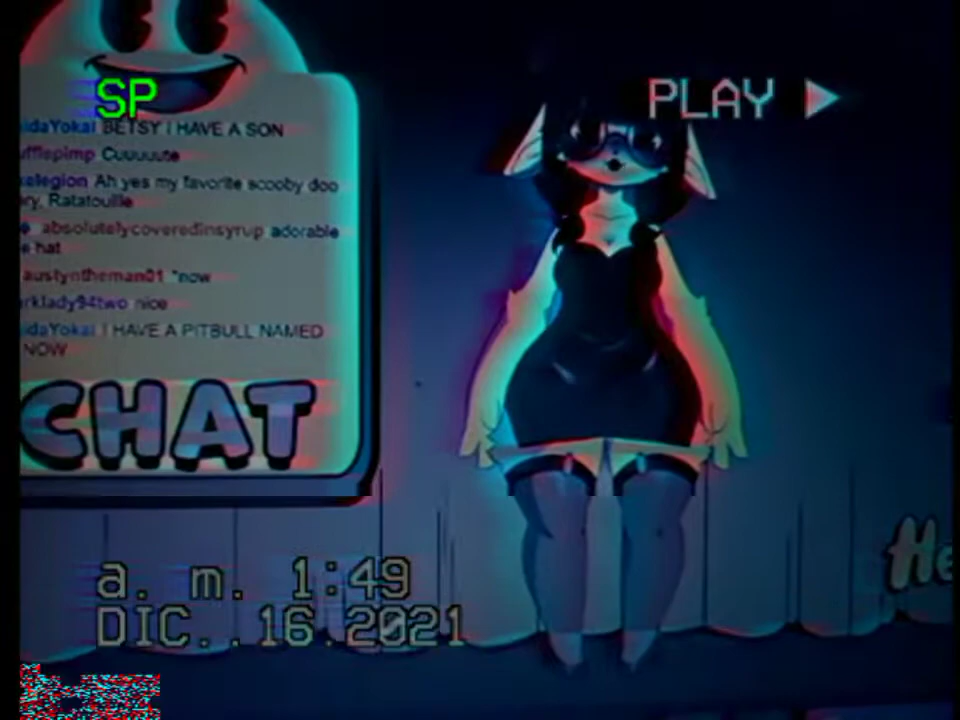 SP
PLAY
BETSY I HAVE A SON
Cuuuuute
Ah yes my favorite scooby doo
Ratatouille
absolutelycoveredinsyrup adorable
hat
austyntheman01 *now
nice
I HAVE A PITBULL NAMED
NOW
CHAT
a. m. 1:49
DIC..16 2021